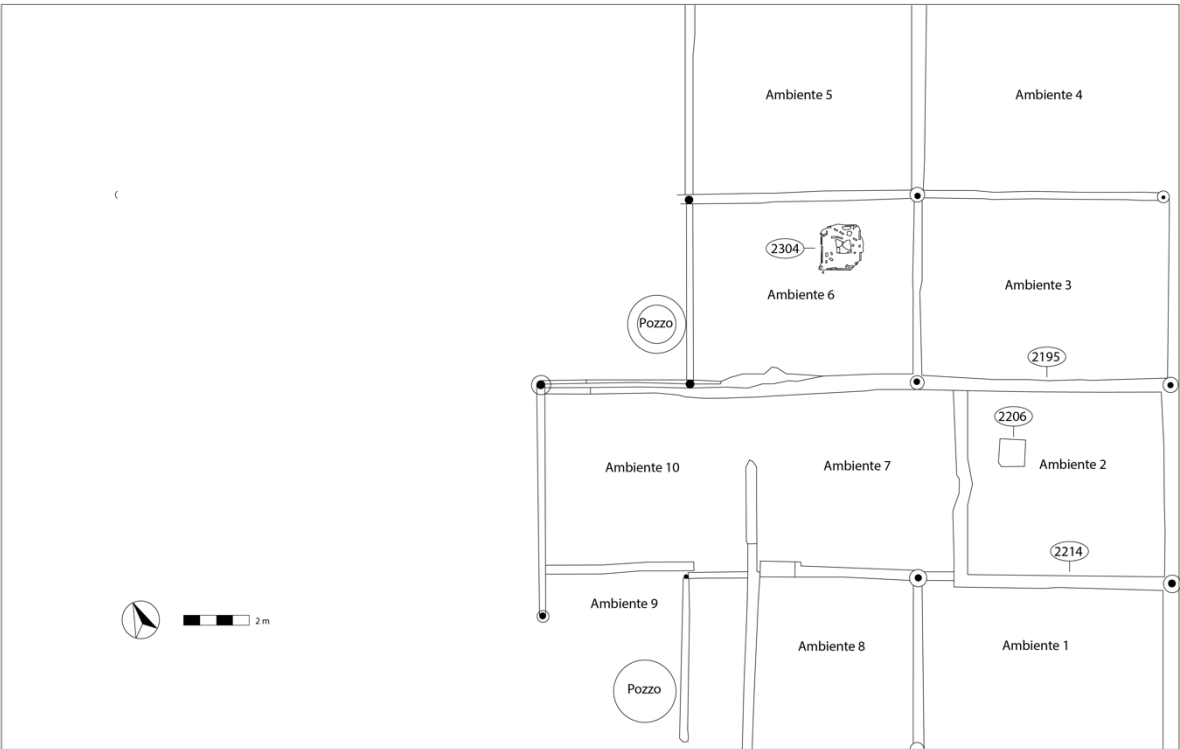 Ambiente 5
Ambiente 4
2304
Ambiente 6
Ambiente 3
Pozzo
2195
2206
Ambiente 10
Ambiente 7
Ambiente 2
2214
Ambiente 9
2 m
Ambiente 8
Ambiente 1
Pozzo